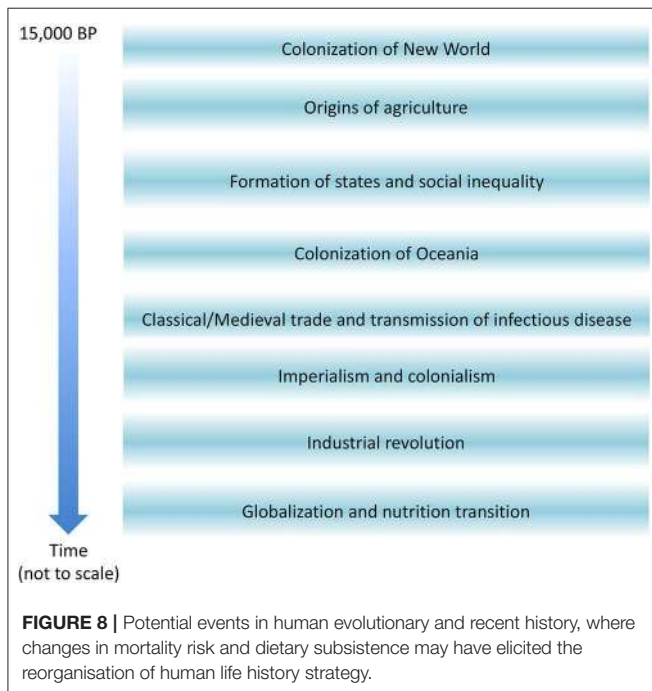 15,000 BP
Colonization of New World
Origins of agriculture
Formation of states and social inequality
Colonization of Oceania
Classical/Medieval trade and transmission of infectious disease
Imperialism and colonialism
Industrial revolution
Globalization and nutrition transition
Time
(not to scale)
FIGURE 8 | Potential events in human evolutionary and recent history, where
changes in mortality risk and dietary subsistence may have elicited the
reorganisation of human life history strategy.